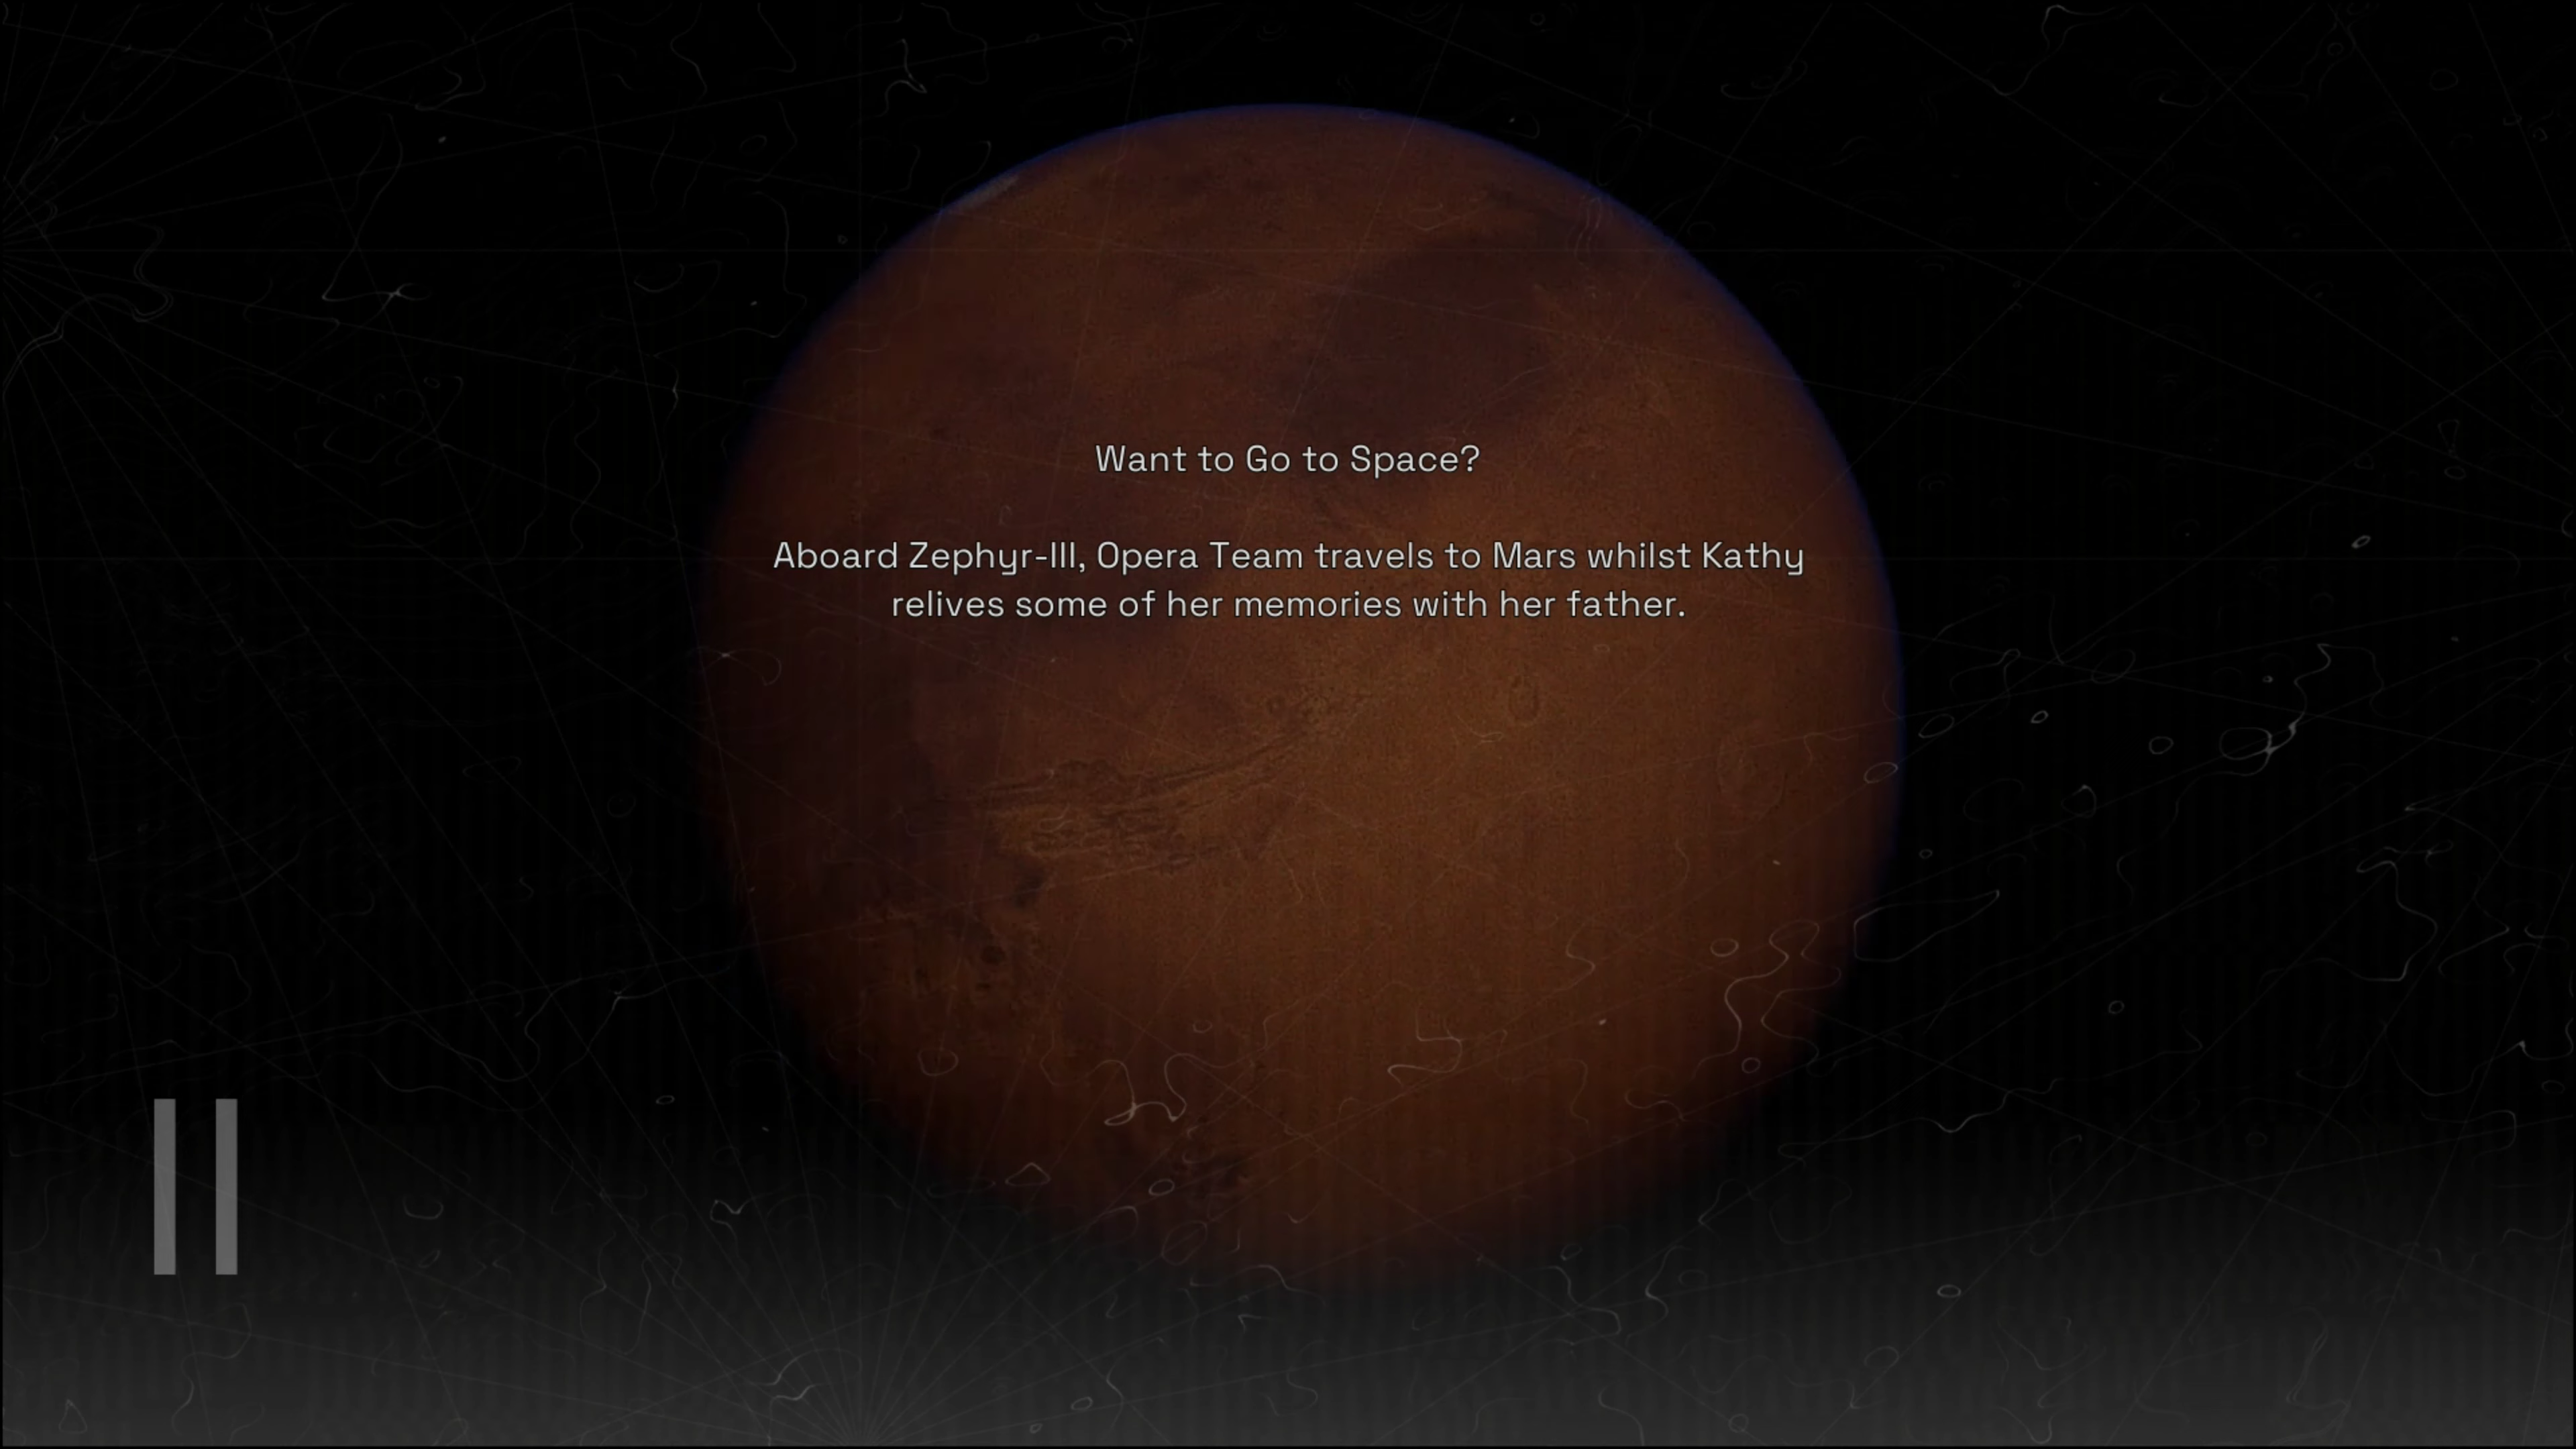 Want to Go to Space?
Aboard Zephyr-III, Opera Team travels to Mars whilst Kathy
relives some of her memories with her father.